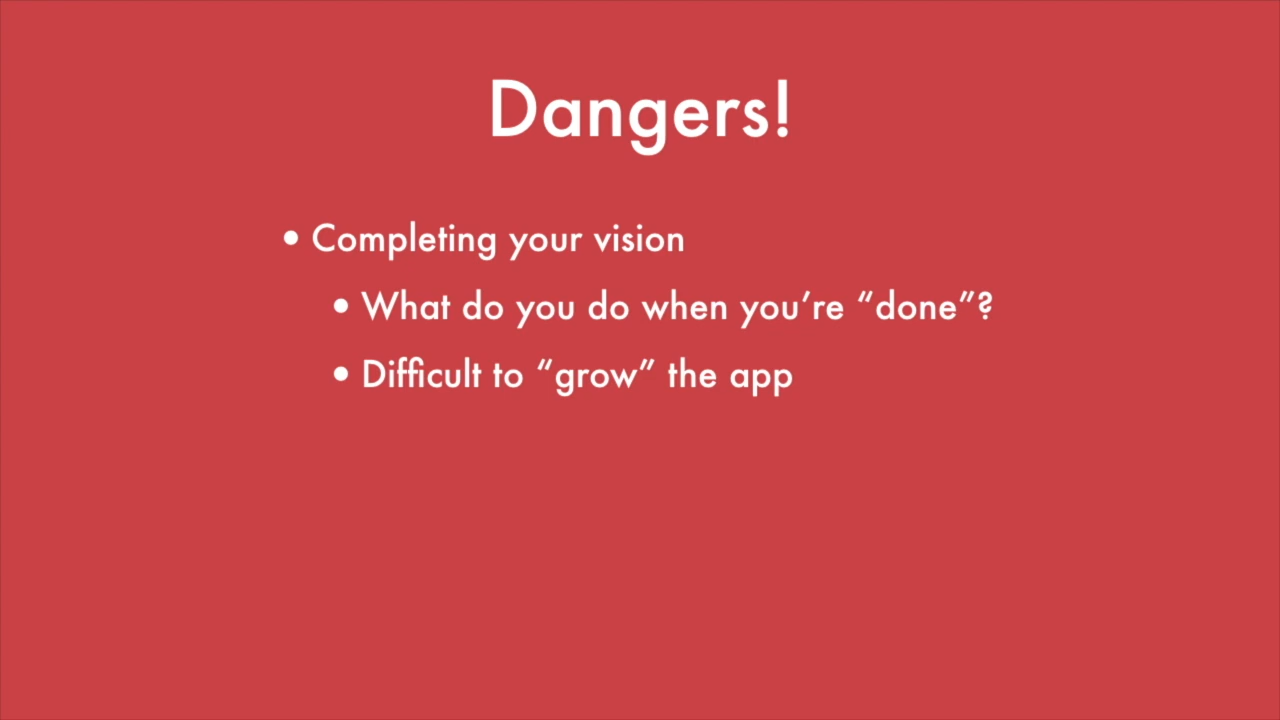 Dangers!
• Completing your vision
• What do you do when you’re “done”?
• Difficult to “grow” the app